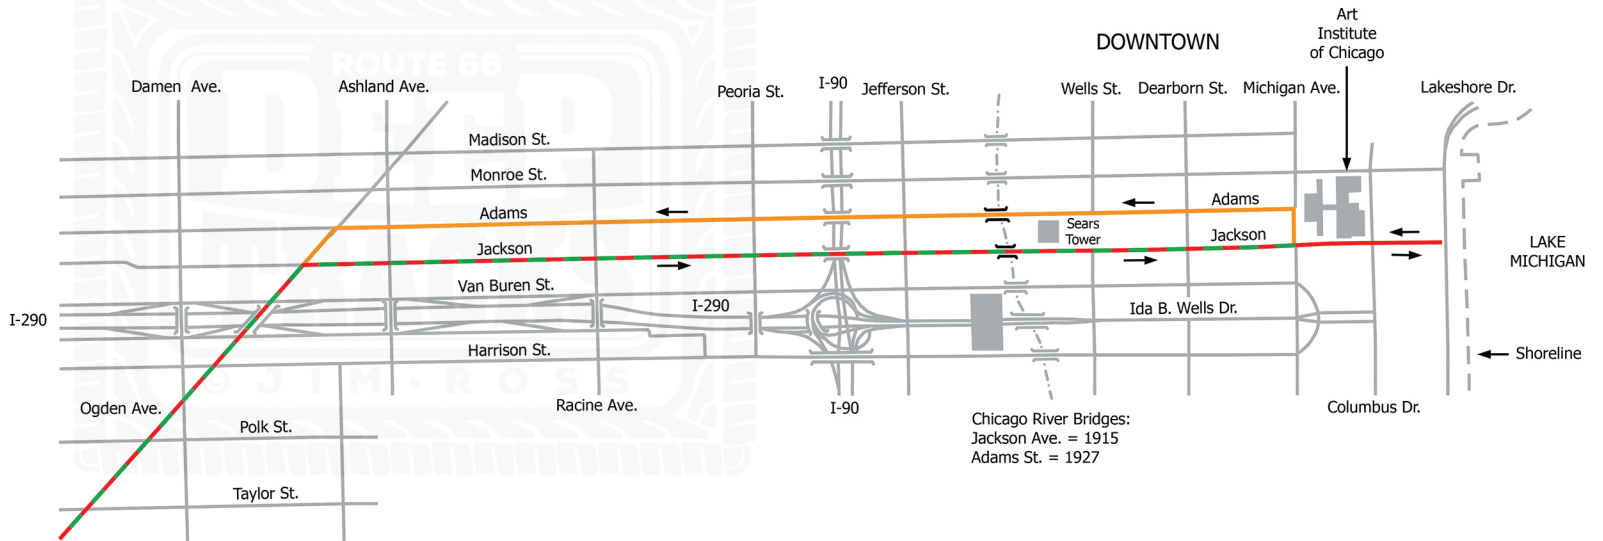 Art
Institute
of Chicago
DOWNTOWN
ROUTE 66
Damen Ave.
Ashland Ave.
Peoria St.
I-90
Jefferson St.
Wells St.
Dearborn St.
Michigan Ave.
Lakeshore Dr.
DEEP
Madison St.
Monroe St.
Adams
Adams
Sears
Tower
Jackson
Jackson
LAKE
MICHIGAN
TRACKS
Van Buren St.
I-290
Ida B. Wells Dr.
I-290
Harrison St.
Shoreline
© JIM·ROSS
Ogden Ave.
Racine Ave.
I-90
Columbus Dr.
Polk St.
Chicago River Bridges:
Jackson Ave. = 1915
Adams St. = 1927
Taylor St.